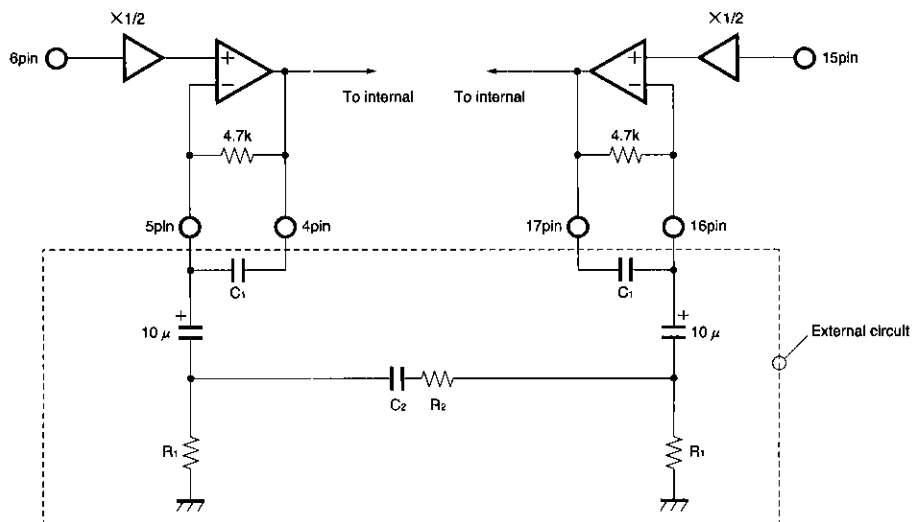 ×1/2
×1/2
6pin
+
−
+
−
15pin
To internal
To internal
4.7k
4.7k
5pin
4pin
17pin
16pin
C1
C1
+
10 μ
+
10 μ
External circuit
C2
R2
R1
R1